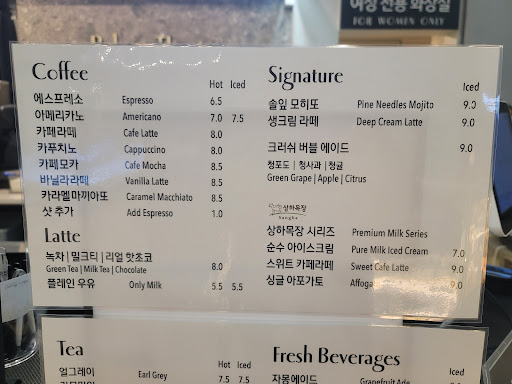 여성 전용 화장실
FOR WOMEN ONLY
Coffee
Hot Iced
에스프레소 Espresso 6.5
아메리카노 Americano 7.0 7.5
카페라떼 Cafe Latte 8.0
카푸치노 Cappuccino 8.0
카페모카 Cafe Mocha 8.5
바닐라라떼 Vanilla Latte 8.5
카라멜마끼아또 Caramel Macchiato 8.5
샷 추가 Add Espresso 1.0
Latte
녹차 | 밀크티 | 리얼 핫초코
Green Tea | Milk Tea | Chocolate 8.0
플레인 우유 Only Milk 5.5 5.5
Signature
Iced
솔잎 모히또 Pine Needles Mojito 9.0
생크림 라떼 Deep Cream Latte 9.0
크러쉬 버블 에이드 9.0
청포도 | 청사과 | 청귤
Green Grape | Apple | Citrus
상하목장
Sangha
상하목장 시리즈 Premium Milk Series
순수 아이스크림 Pure Milk Iced Cream 7.0
스위트 카페라떼 Sweet Cafe Latte 9.0
싱글 아포가토 Affoga 9.0
Tea
Hot Iced
얼그레이 Earl Grey 7.5 7.5
Fresh Beverages
Hot Iced
자몽에이드 Grapefruit Ade